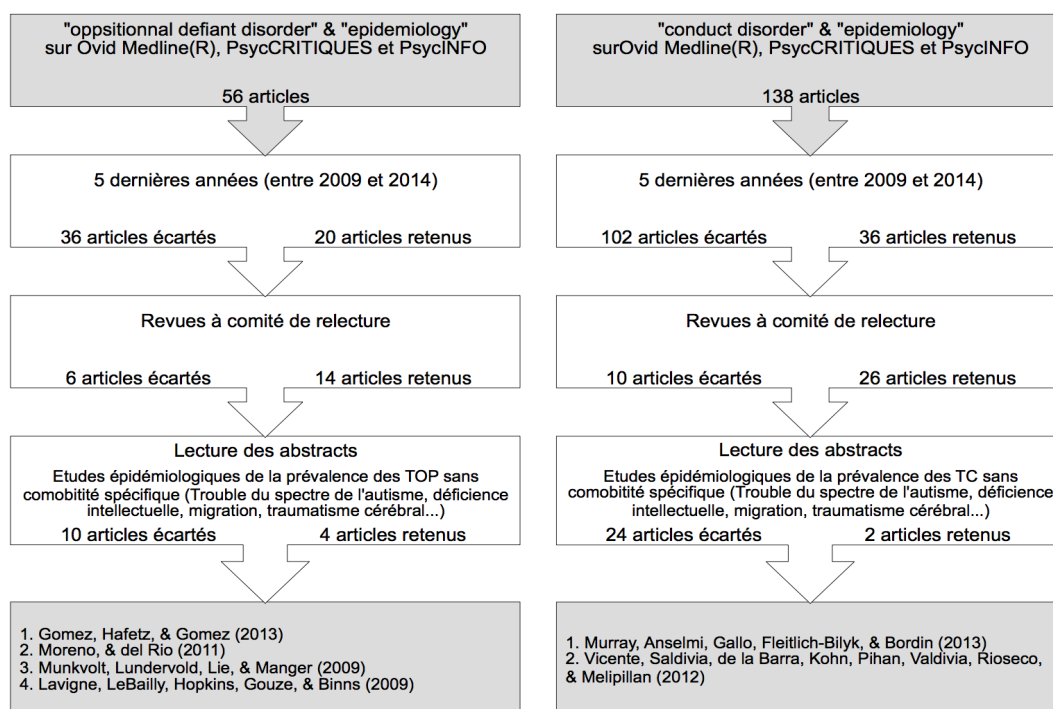 "oppsitionnal defiant disorder" & "epidemiology"
sur Ovid Medline(R), PsycCRITIQUES et PsycINFO
56 articles
5 dernières années (entre 2009 et 2014)
36 articles écartés
20 articles retenus
Revues à comité de relecture
6 articles écartés
14 articles retenus
Lecture des abstracts
Etudes épidémiologiques de la prévalence des TOP sans
comobitité spécifique (Trouble du spectre de l'autisme, déficience
intellectuelle, migration, traumatisme cérébral...)
10 articles écartés
4 articles retenus
1. Gomez, Hafetz, & Gomez (2013)
2. Moreno, & del Rio (2011)
3. Munkvolt, Lundervold, Lie, & Manger (2009)
4. Lavigne, LeBailly, Hopkins, Gouze, & Binns (2009)
"conduct disorder" & "epidemiology"
surOvid Medline(R), PsycCRITIQUES et PsycINFO
138 articles
5 dernières années (entre 2009 et 2014)
102 articles écartés
36 articles retenus
Revues à comité de relecture
10 articles écartés
26 articles retenus
Lecture des abstracts
Etudes épidémiologiques de la prévalence des TC sans
comobitité spécifique (Trouble du spectre de l'autisme, déficience
intellectuelle, migration, traumatisme cérébral...)
24 articles écartés
2 articles retenus
1. Murray, Anselmi, Gallo, Fleitlich-Bilyk, & Bordin (2013)
2. Vicente, Saldivia, de la Barra, Kohn, Pihan, Valdivia, Rioseco,
& Melipillan (2012)